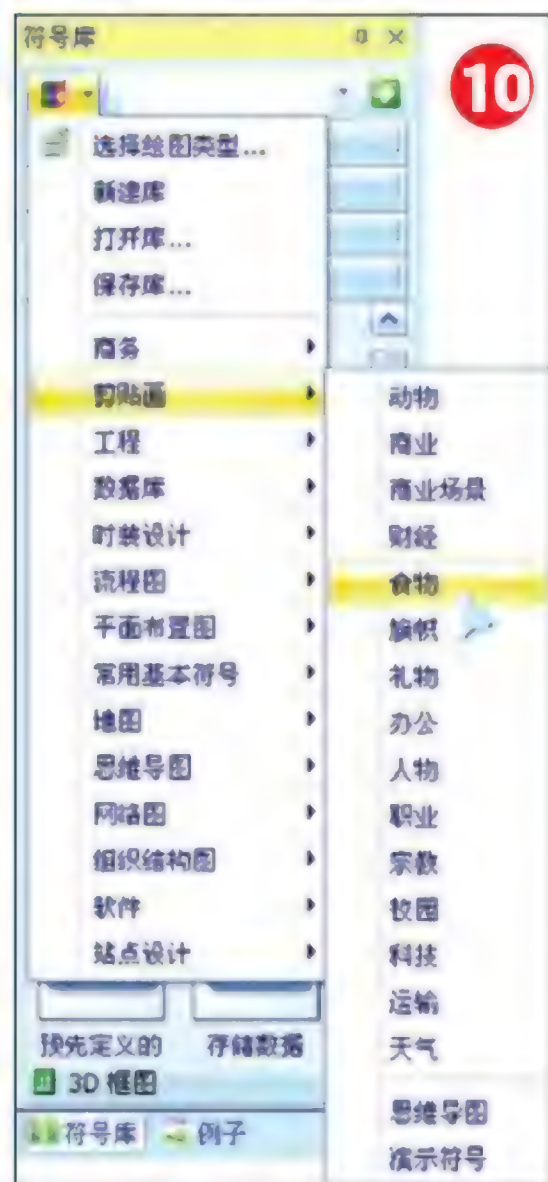 符号库
10
选择绘图类型...
新建库
打开库...
保存库...
商务
剪贴画
工程
数据库
时装设计
流程图
平面布置图
常用基本符号
地图
思维导图
网络图
组织结构图
软件
站点设计
动物
商业
商业场景
财经
食物
旗帜
礼物
办公
人物
职业
宗教
校园
科技
运输
天气
思维导图
演示符号
预先定义的 存储数据
3D 框图
符号库 例子